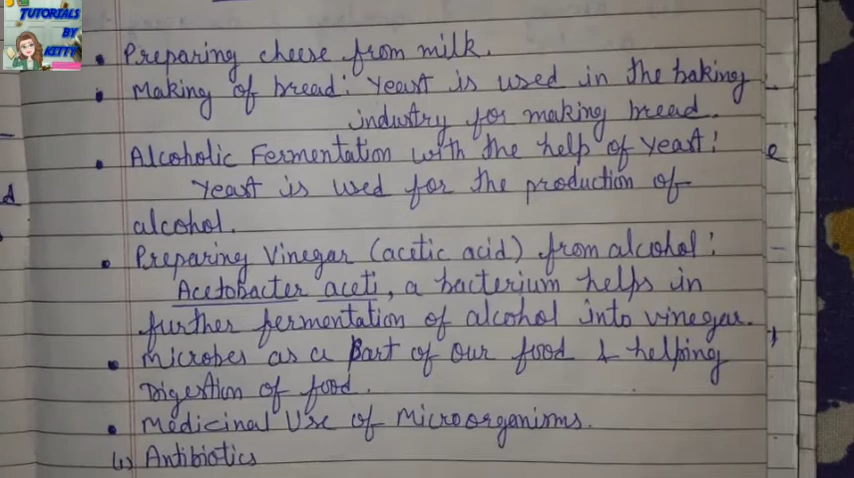 TUTORIALS
BY
KITTY
• Preparing cheese from milk.
• Making of bread: Yeast is used in the baking
industry for making bread.
• Alcoholic Fermentation with the help of yeast:
Yeast is used for the production of
alcohol.
• Preparing Vinegar (acetic acid) from alcohol:
Acetobacter aceti, a bacterium helps in
further fermentation of alcohol into vinegar.
• Microbes as a Part of our food & helping
Digestion of food.
• Medicinal Use of Microorganisms.
(i) Antibiotics
d
e